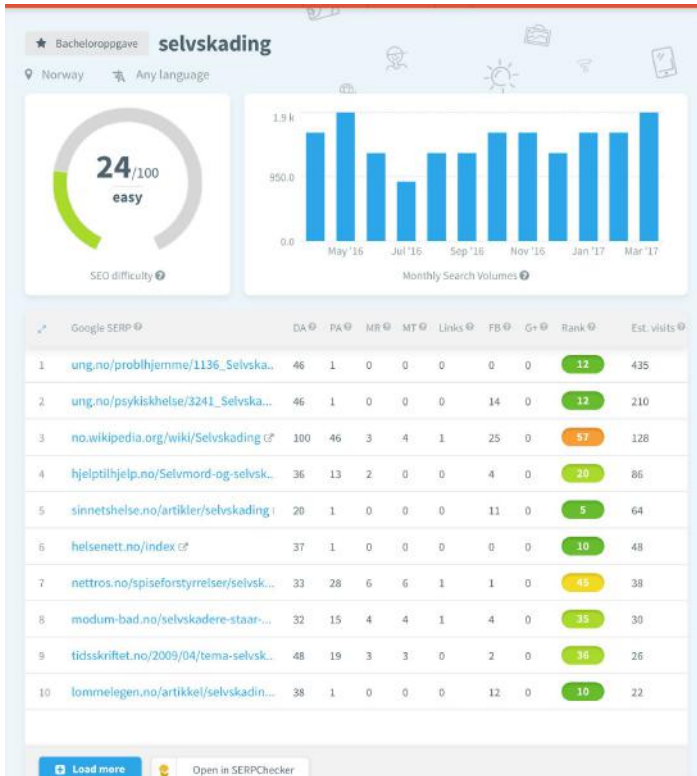 Bacheloroppgave selvskading
Norway Any language
24/100
easy
SEO difficulty
1.9 k
950.0
0.0
May '16 Jul '16 Sep '16 Nov '16 Jan '17 Mar '17
Monthly Search Volumes
Google SERP DA PA MR MT Links FB G+ Rank Est. visits
1 ung.no/problhjemme/1136_Selvska.. 46 1 0 0 0 0 0 12 435
2 ung.no/psykiskhelse/3241_Selvska... 46 1 0 0 0 14 0 12 210
3 no.wikipedia.org/wiki/Selvskading 100 46 3 4 1 25 0 57 128
4 hjelptilhjelp.no/Selvmord-og-selvsk.. 36 13 2 0 0 4 0 20 86
5 sinnetshelse.no/artikler/selvskading 20 1 0 0 0 11 0 5 64
6 helsenett.no/index 37 1 0 0 0 0 0 10 48
7 nettros.no/spiseforstyrrelser/selvsk... 33 28 6 6 1 1 0 45 38
8 modum-bad.no/selvskadere-staar-... 32 15 4 4 1 4 0 35 30
9 tidsskriftet.no/2009/04/tema-selvsk.. 48 19 3 3 0 2 0 36 26
10 lommelegen.no/artikkel/selvskadin... 38 1 0 0 0 12 0 10 22
Load more Open in SERPChecker